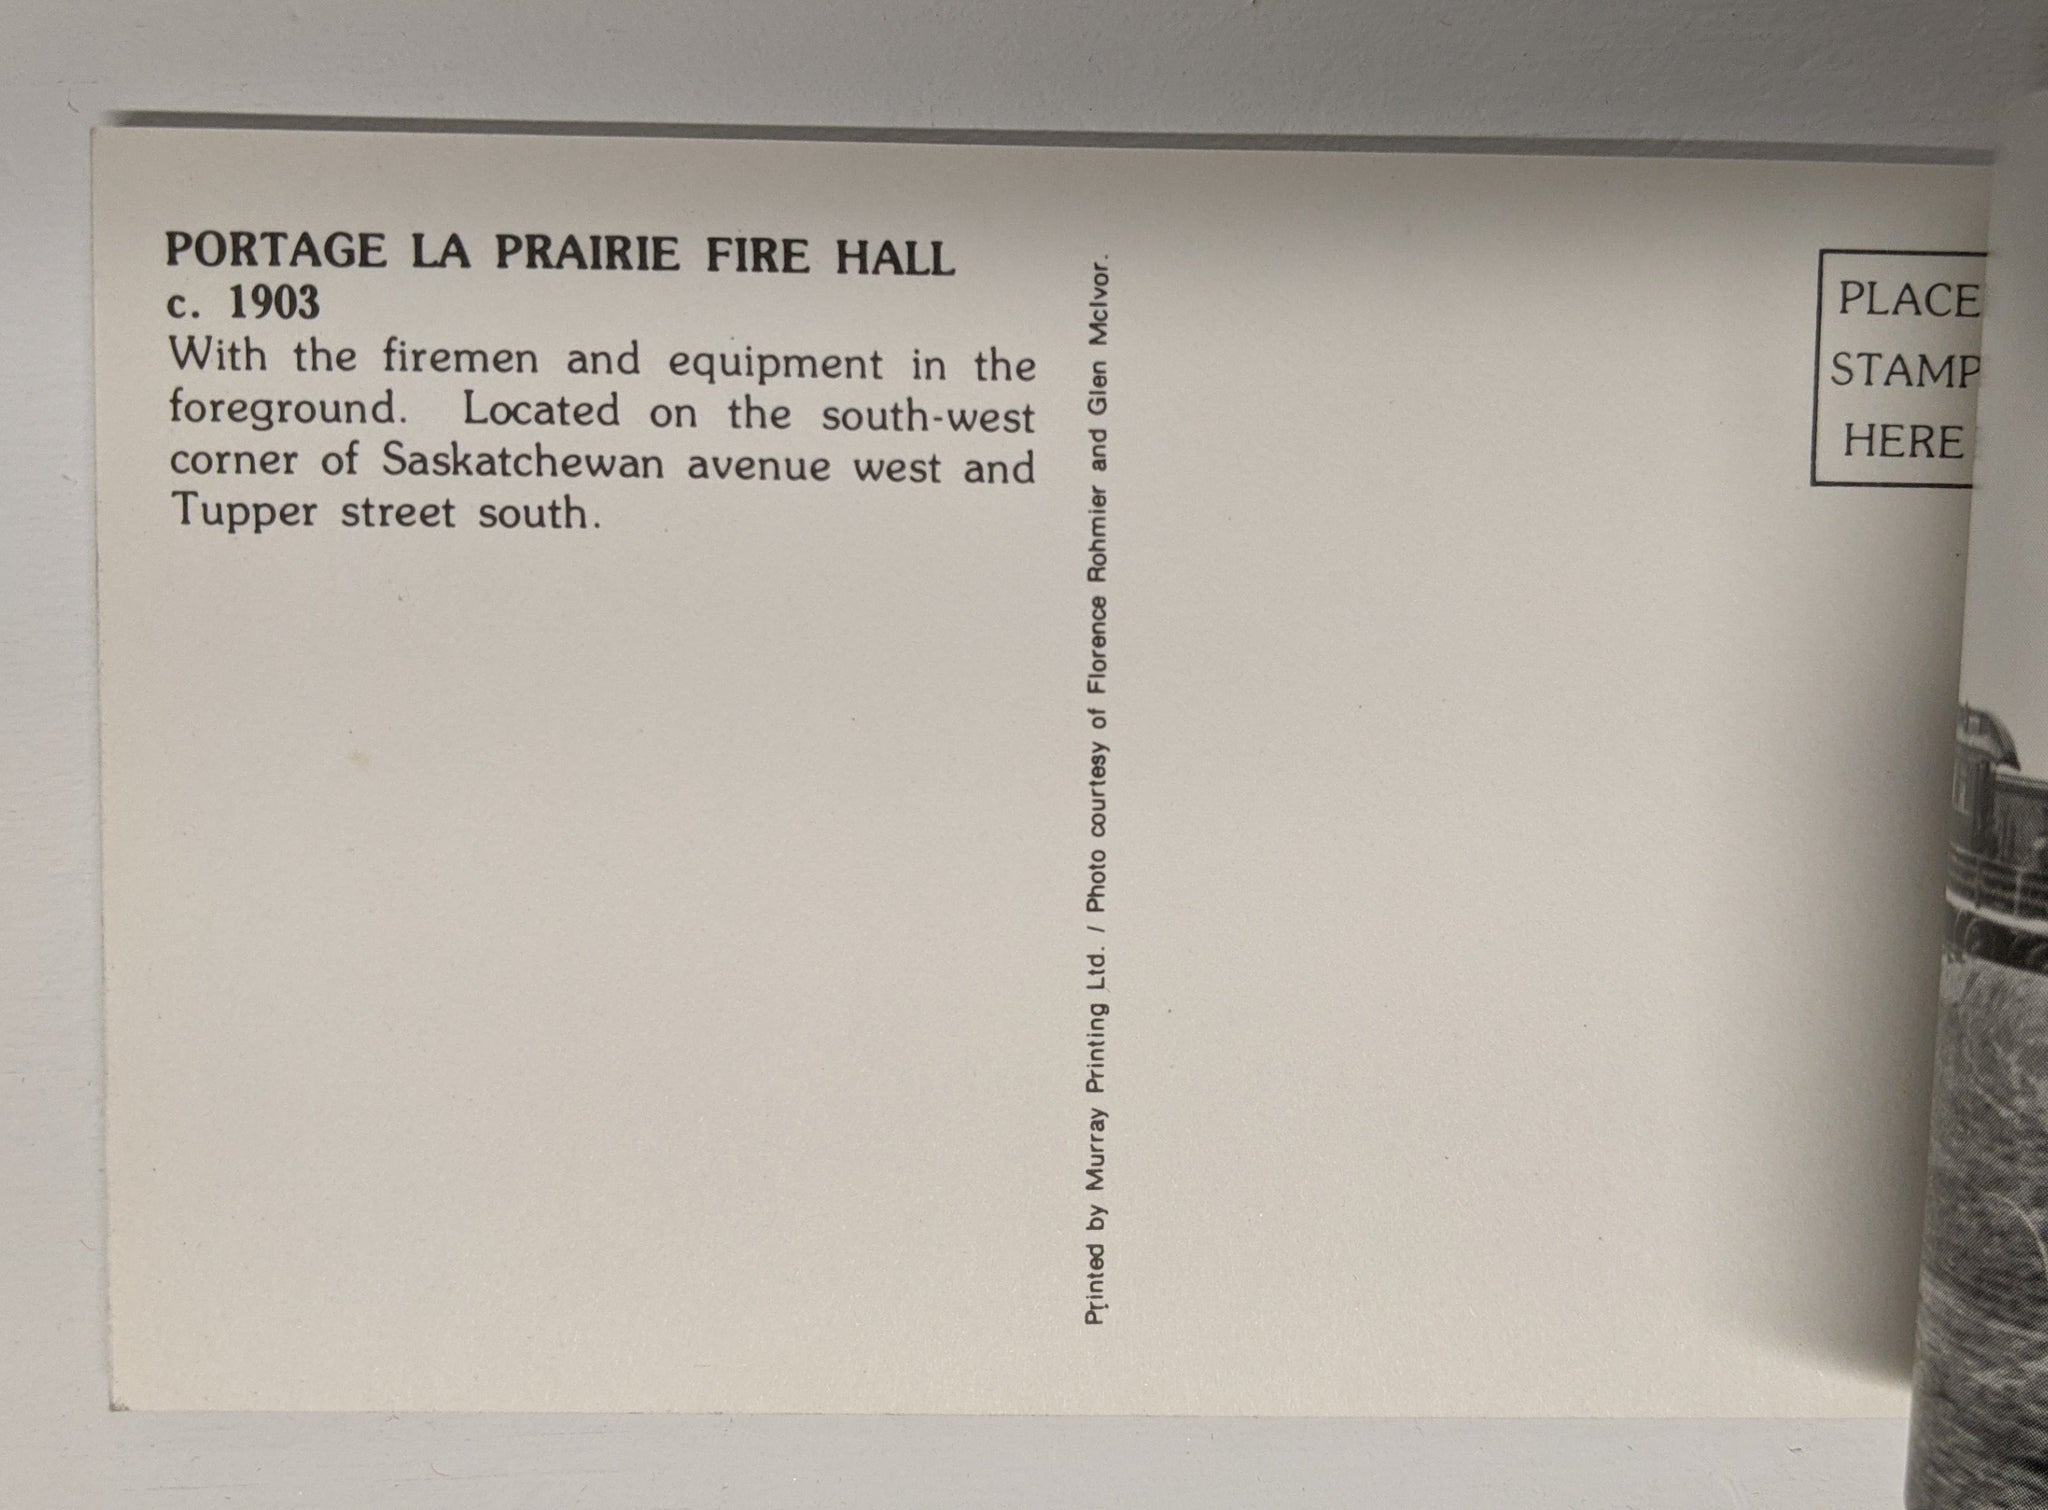 PORTAGE LA PRAIRIE FIRE HALL
c. 1903
With the firemen and equipment in the
foreground. Located on the south-west
corner of Saskatchewan avenue west and
Tupper street south.
Printed by Murray Printing Ltd. / Photo courtesy of Florence Rohmier and Glen McIvor.
PLACE
STAMP
HERE